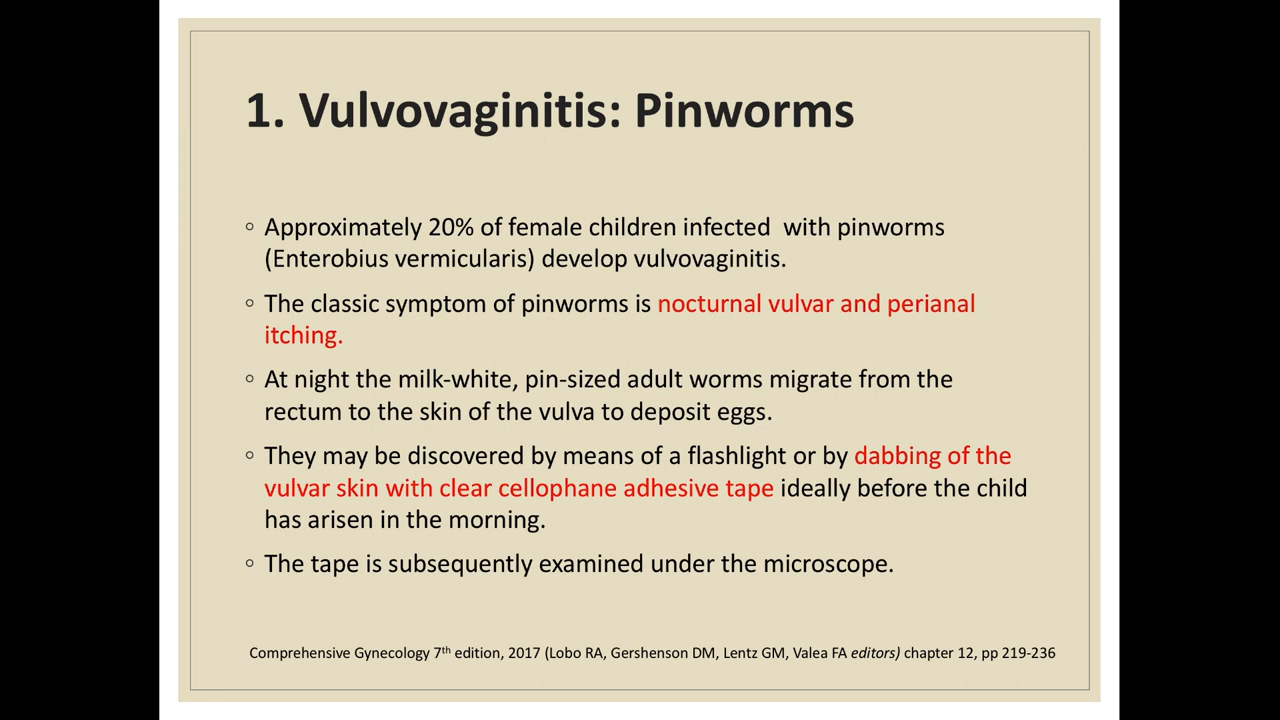 1. Vulvovaginitis: Pinworms
◦ Approximately 20% of female children infected  with pinworms
(Enterobius vermicularis) develop vulvovaginitis.
◦ The classic symptom of pinworms is nocturnal vulvar and perianal
itching.
◦ At night the milk-white, pin-sized adult worms migrate from the
rectum to the skin of the vulva to deposit eggs.
◦ They may be discovered by means of a flashlight or by dabbing of the
vulvar skin with clear cellophane adhesive tape ideally before the child
has arisen in the morning.
◦ The tape is subsequently examined under the microscope.
Comprehensive Gynecology 7th edition, 2017 (Lobo RA, Gershenson DM, Lentz GM, Valea FA editors) chapter 12, pp 219-236